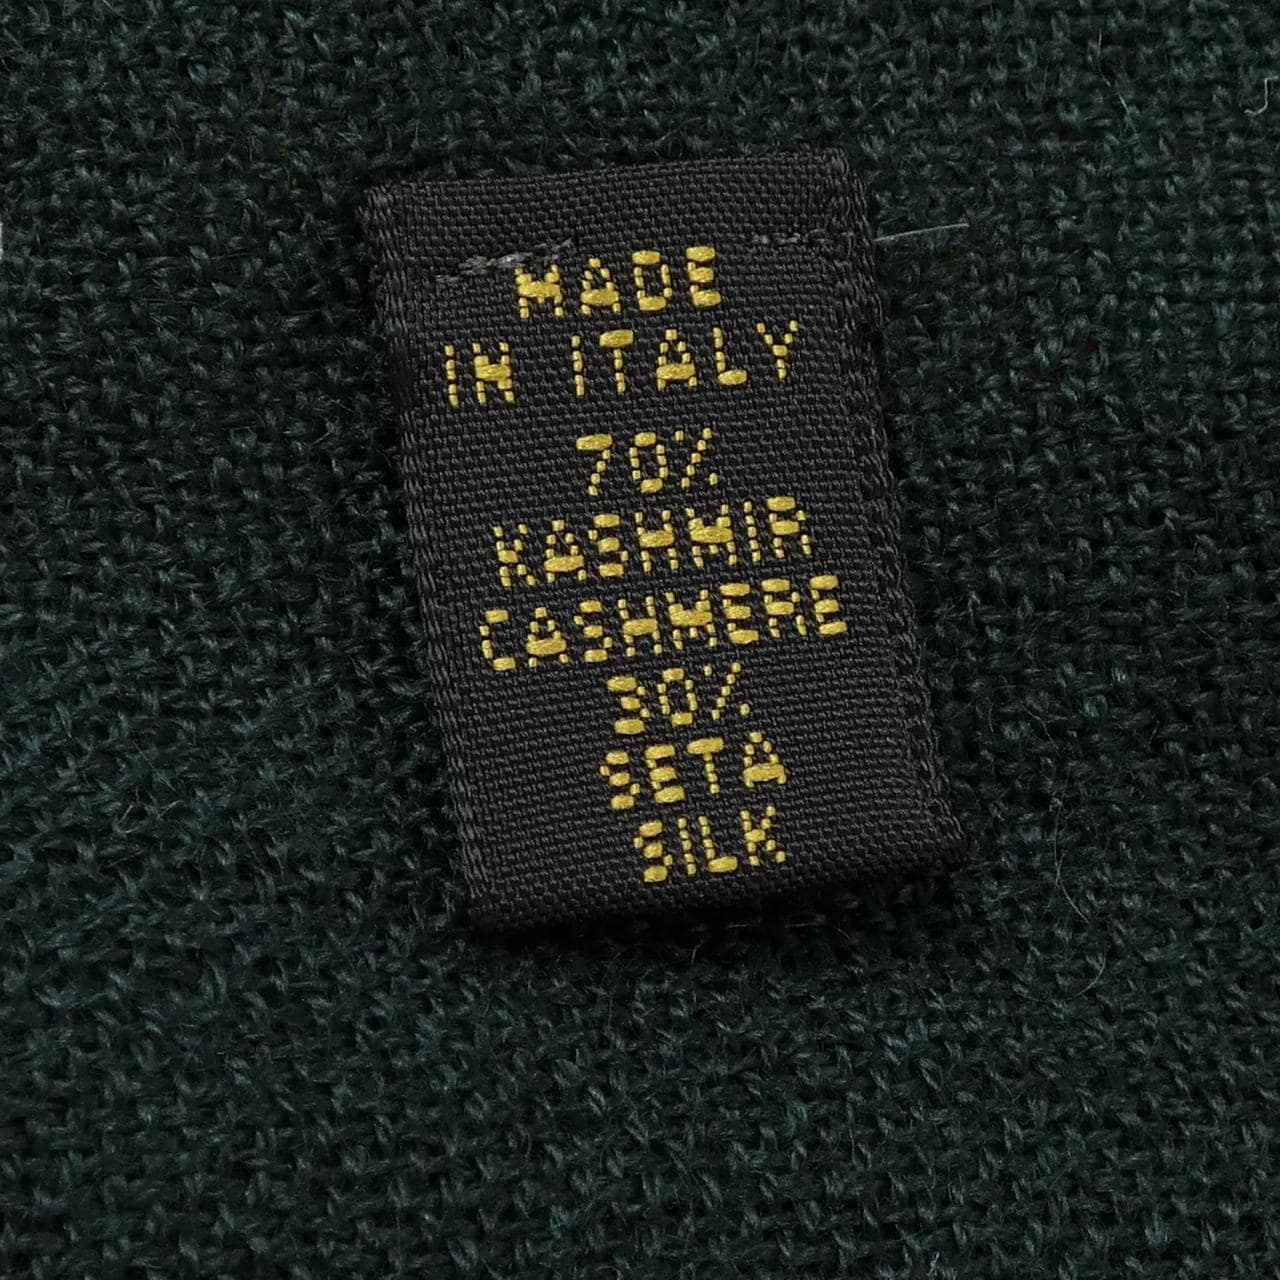 MADE
IN ITALY
70%
KASHMIR
CASHMERE
30%
SETA
SILK